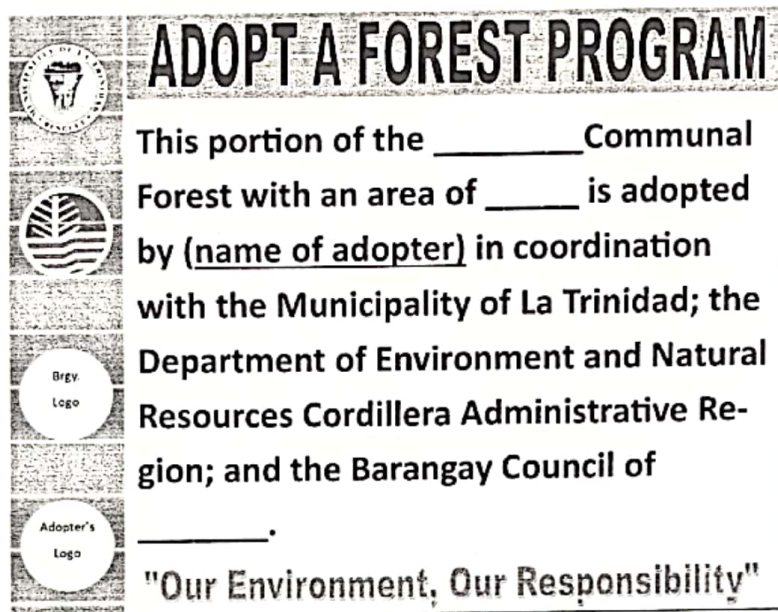 ADOPT A FOREST PROGRAM
This portion of the ________ Communal
Forest with an area of _____ is adopted
by (name of adopter) in coordination
with the Municipality of La Trinidad; the
Department of Environment and Natural
Resources Cordillera Administrative Re-
gion; and the Barangay Council of
_______.
"Our Environment, Our Responsibility"
Brgy.
Logo
Adopter's
Logo